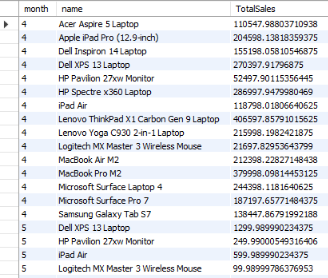 month name TotalSales
4 Acer Aspire 5 Laptop 110547.98803710938
4 Apple iPad Pro (12.9-inch) 204598.13818359375
4 Dell Inspiron 14 Laptop 155198.05810546875
4 Dell XPS 13 Laptop 270397.91796875
4 HP Pavilion 27xw Monitor 52497.90115356445
4 HP Spectre x360 Laptop 286997.9479980469
4 iPad Air 118798.01806640625
4 Lenovo ThinkPad X1 Carbon Gen 9 Laptop 406597.85791015625
4 Lenovo Yoga C930 2-in-1 Laptop 215998.1982421875
4 Logitech MX Master 3 Wireless Mouse 21697.82953643799
4 MacBook Air M2 212398.22827148438
4 MacBook Pro M2 379998.09814453125
4 Microsoft Surface Laptop 4 244398.1181640625
4 Microsoft Surface Pro 7 187197.65771484375
4 Samsung Galaxy Tab S7 138447.86791992188
5 Dell XPS 13 Laptop 1299.989990234375
5 HP Pavilion 27xw Monitor 249.99000549316406
5 iPad Air 599.989990234375
5 Logitech MX Master 3 Wireless Mouse 99.98999786376953